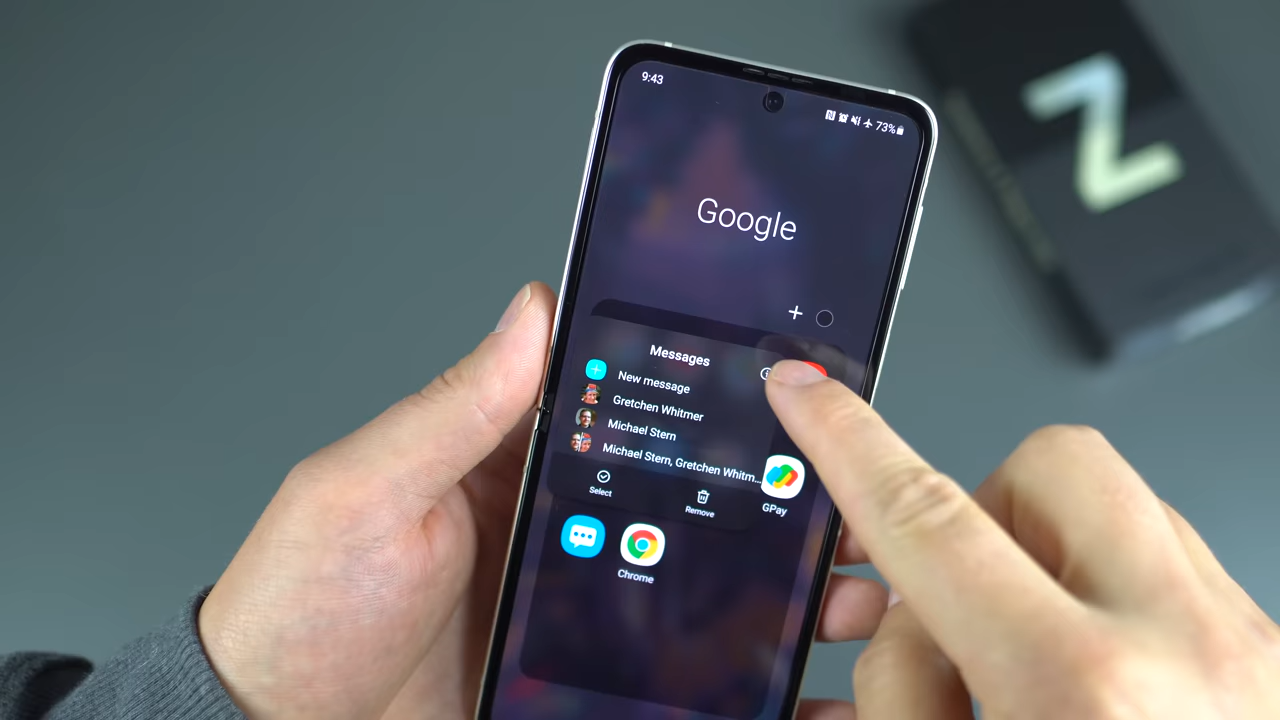 9:43
73%
Google
Messages
New message
Gretchen Whitmer
Michael Stern
Michael Stern, Gretchen Whitm...
Select
Remove
GPay
Chrome
Z